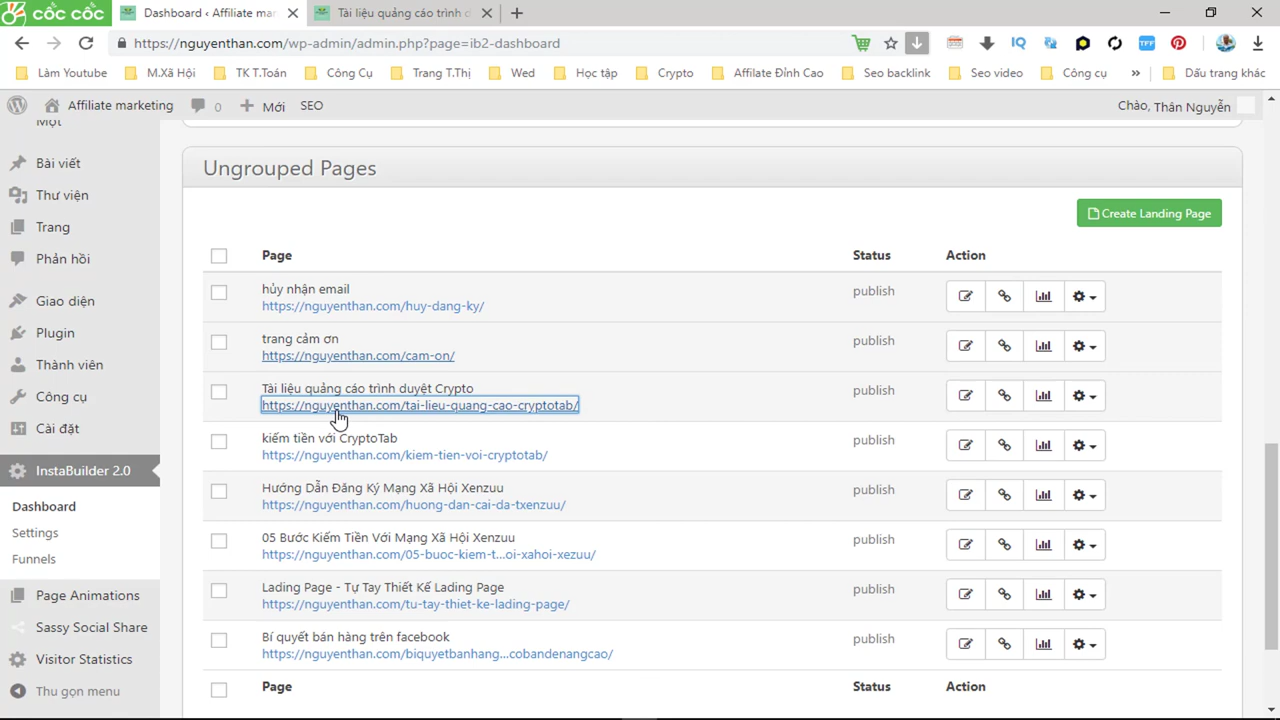 cốc cốc
Dashboard ‹ Affiliate mar
Tài liệu quảng cáo trình d
https://nguyenthan.com/wp-admin/admin.php?page=ib2-dashboard
IQ
TFF
Làm Youtube
M.Xã Hội
TK T.Toán
Công Cụ
Trang T.Thị
Wed
Học tập
Crypto
Affilate Đỉnh Cao
Seo backlink
Seo video
Công cụ
»
Dấu trang khác
Affiliate marketing
0
Mới
SEO
Chào, Thân Nguyễn
Một
Bài viết
Thư viện
Trang
Phản hồi
Giao diện
Plugin
Thành viên
Công cụ
Cài đặt
InstaBuilder 2.0
Dashboard
Settings
Funnels
Page Animations
Sassy Social Share
Visitor Statistics
Thu gọn menu
Ungrouped Pages
Create Landing Page
Page Status Action
hủy nhận email publish
https://nguyenthan.com/huy-dang-ky/
trang cảm ơn publish
https://nguyenthan.com/cam-on/
Tài liệu quảng cáo trình duyệt Crypto publish
https://nguyenthan.com/tai-lieu-quang-cao-cryptotab/
kiếm tiền với CryptoTab publish
https://nguyenthan.com/kiem-tien-voi-cryptotab/
Hướng Dẫn Đăng Ký Mạng Xã Hội Xenzuu publish
https://nguyenthan.com/huong-dan-cai-da-txenzuu/
05 Bước Kiếm Tiền Với Mạng Xã Hội Xenzuu publish
https://nguyenthan.com/05-buoc-kiem-t...oi-xahoi-xezuu/
Lading Page - Tự Tay Thiết Kế Lading Page publish
https://nguyenthan.com/tu-tay-thiet-ke-lading-page/
Bí quyết bán hàng trên facebook publish
https://nguyenthan.com/biquyetbanhang...cobandenangcao/
Page Status Action